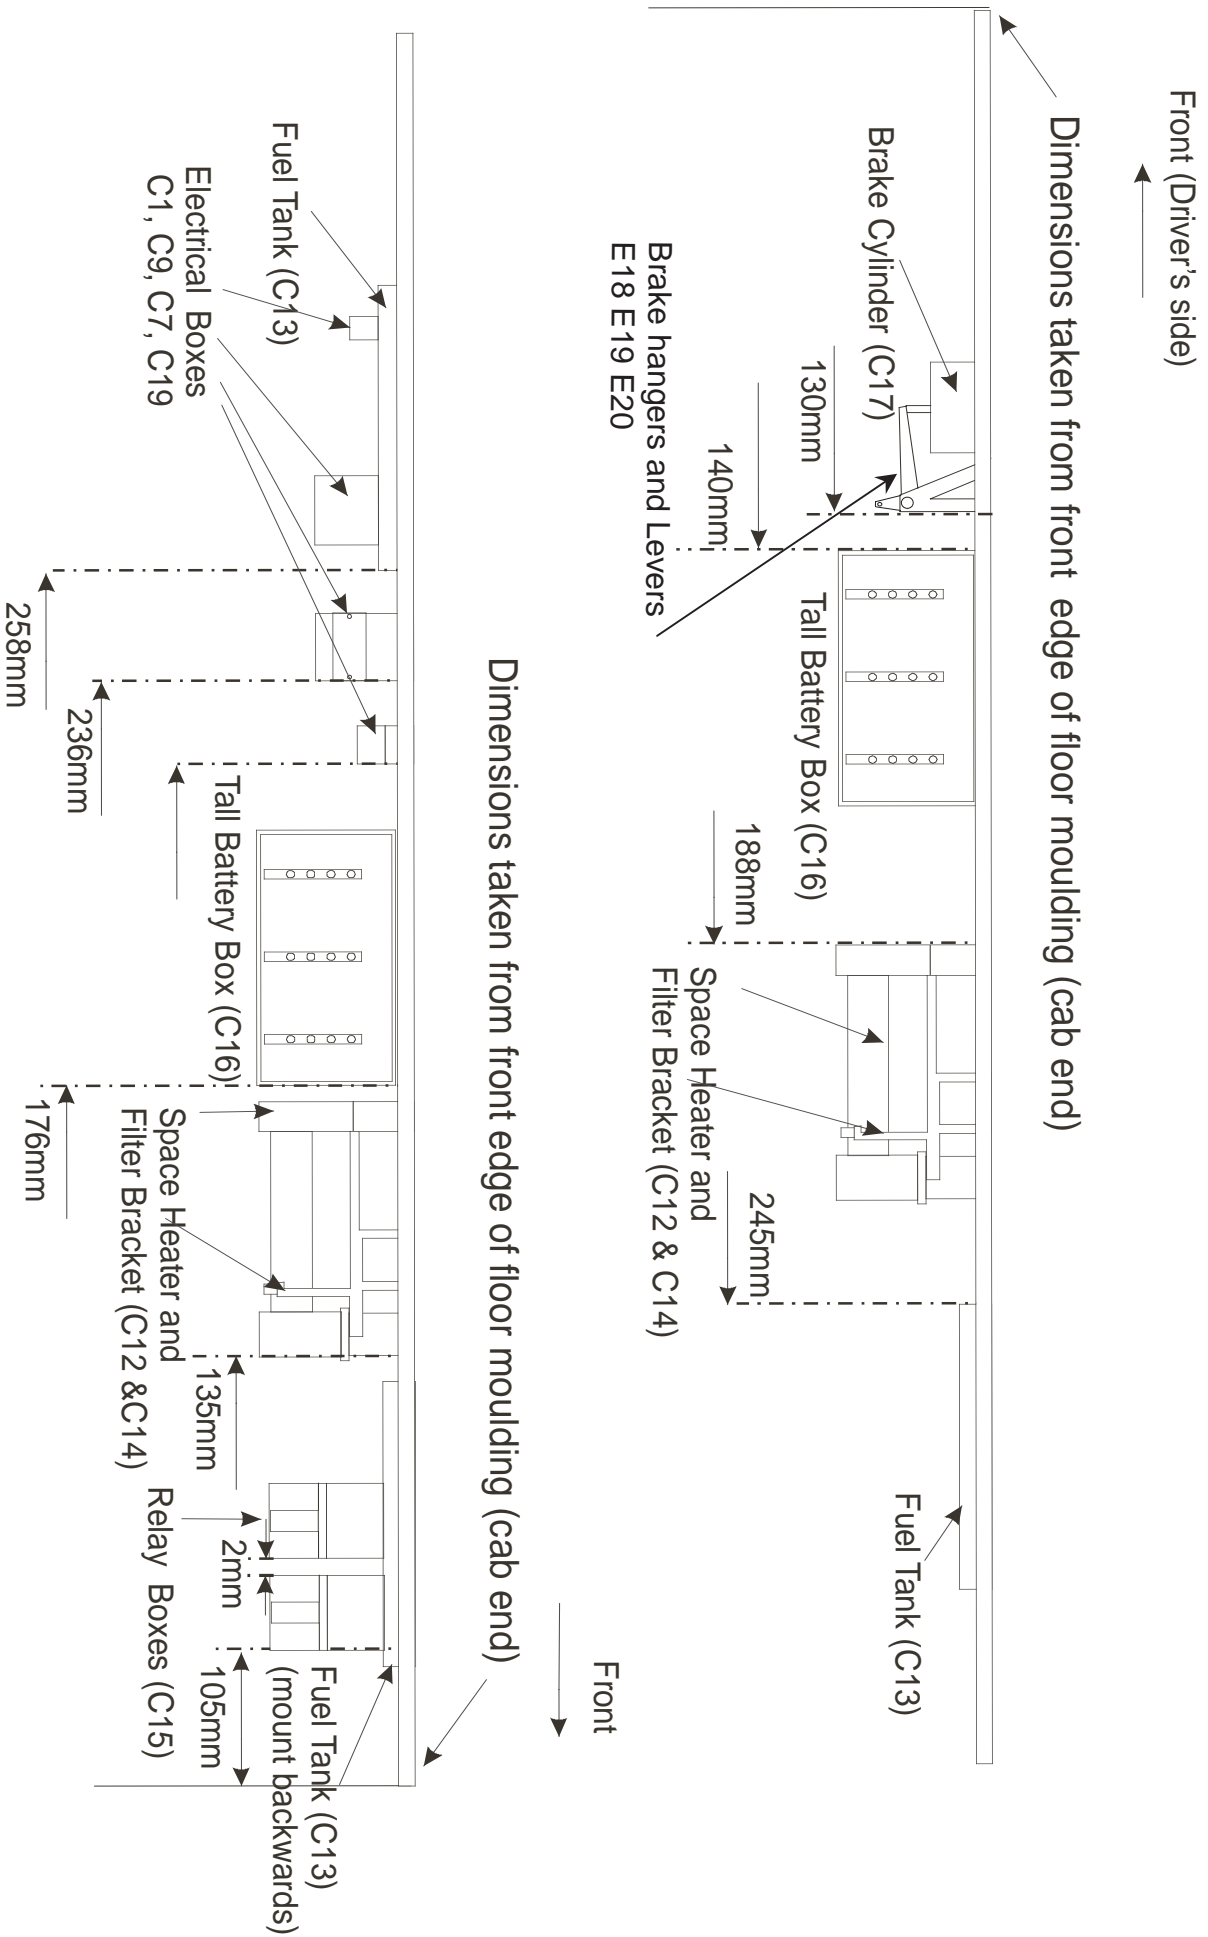 Front (Driver's side)
Dimensions taken from front edge of floor moulding (cab end)
Brake Cylinder (C17)
130mm
140mm
Brake hangers and Levers
E18 E19 E20
Tall Battery Box (C16)
188mm
Space Heater and
Filter Bracket (C12 & C14)
245mm
Fuel Tank (C13)
Front
Dimensions taken from front edge of floor moulding (cab end)
Fuel Tank (C13)
Electrical Boxes
C1, C9, C7, C19
258mm
236mm
Tall Battery Box (C16)
176mm
Space Heater and
Filter Bracket (C12 &C14)
135mm
Relay Boxes (C15)
2mm
105mm
Fuel Tank (C13)
(mount backwards)